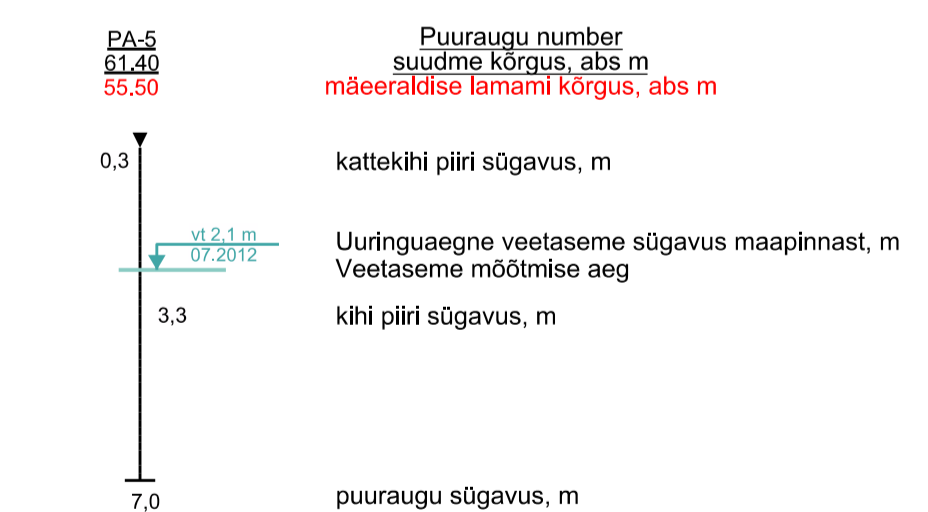 PA-5 Puuraugu number
61.40 suudme kõrgus, abs m
55.50 mäeeraldise lamami kõrgus, abs m
0,3 kattekihi piiri sügavus, m
vt 2,1 m Uuringuaegne veetaseme sügavus maapinnast, m
07.2012 Veetaseme mõõtmise aeg
3,3 kihi piiri sügavus, m
7,0 puuraugu sügavus, m